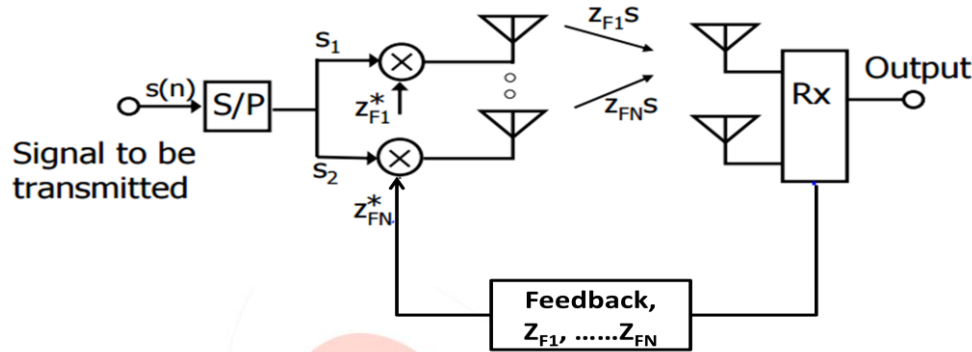 s(n)
S/P
Signal to be
transmitted
s₁
z*F1
s₂
z*FN
zF1s
zFNs
Rx
Output
Feedback,
ZF1, ......ZFN